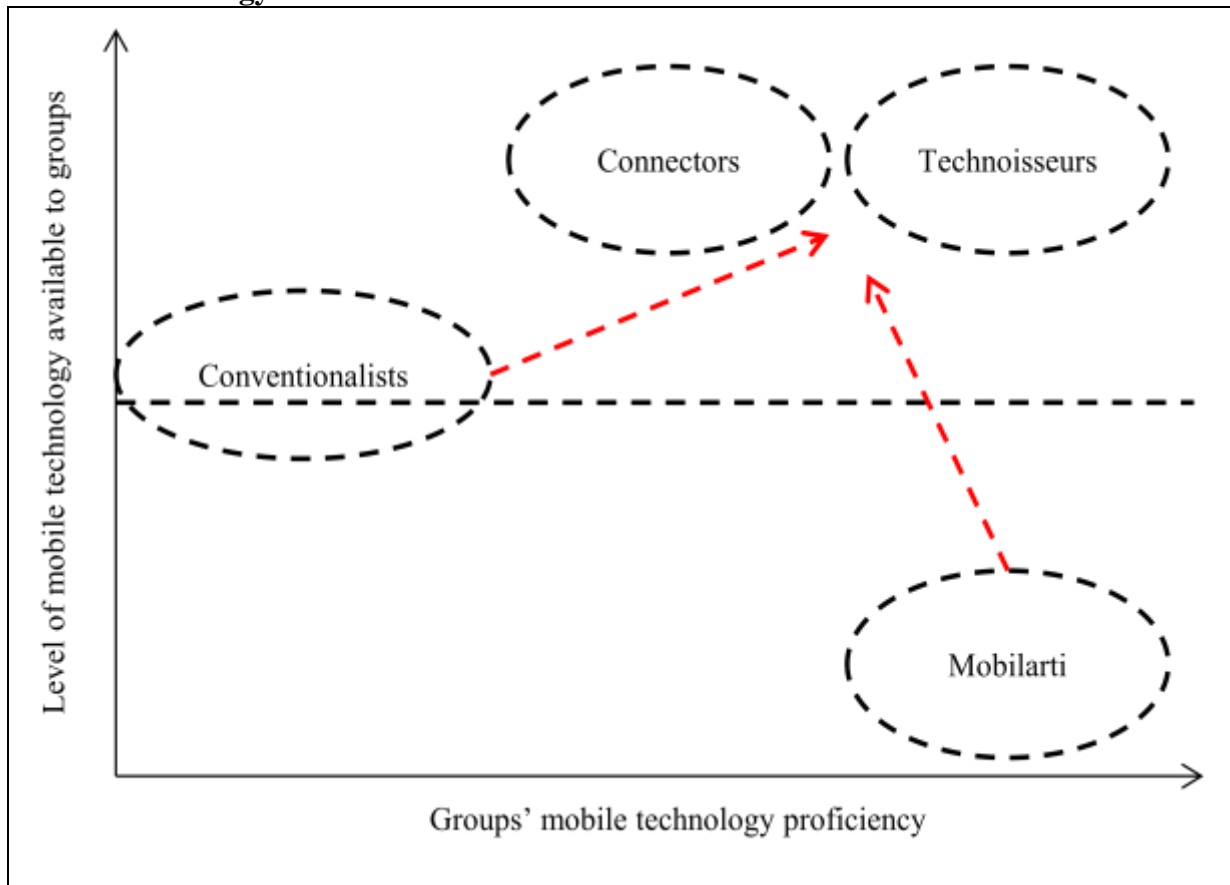 Level of mobile technology available to groups
Connectors
Technoisseurs
Conventionalists
Mobilarti
Groups’ mobile technology proficiency